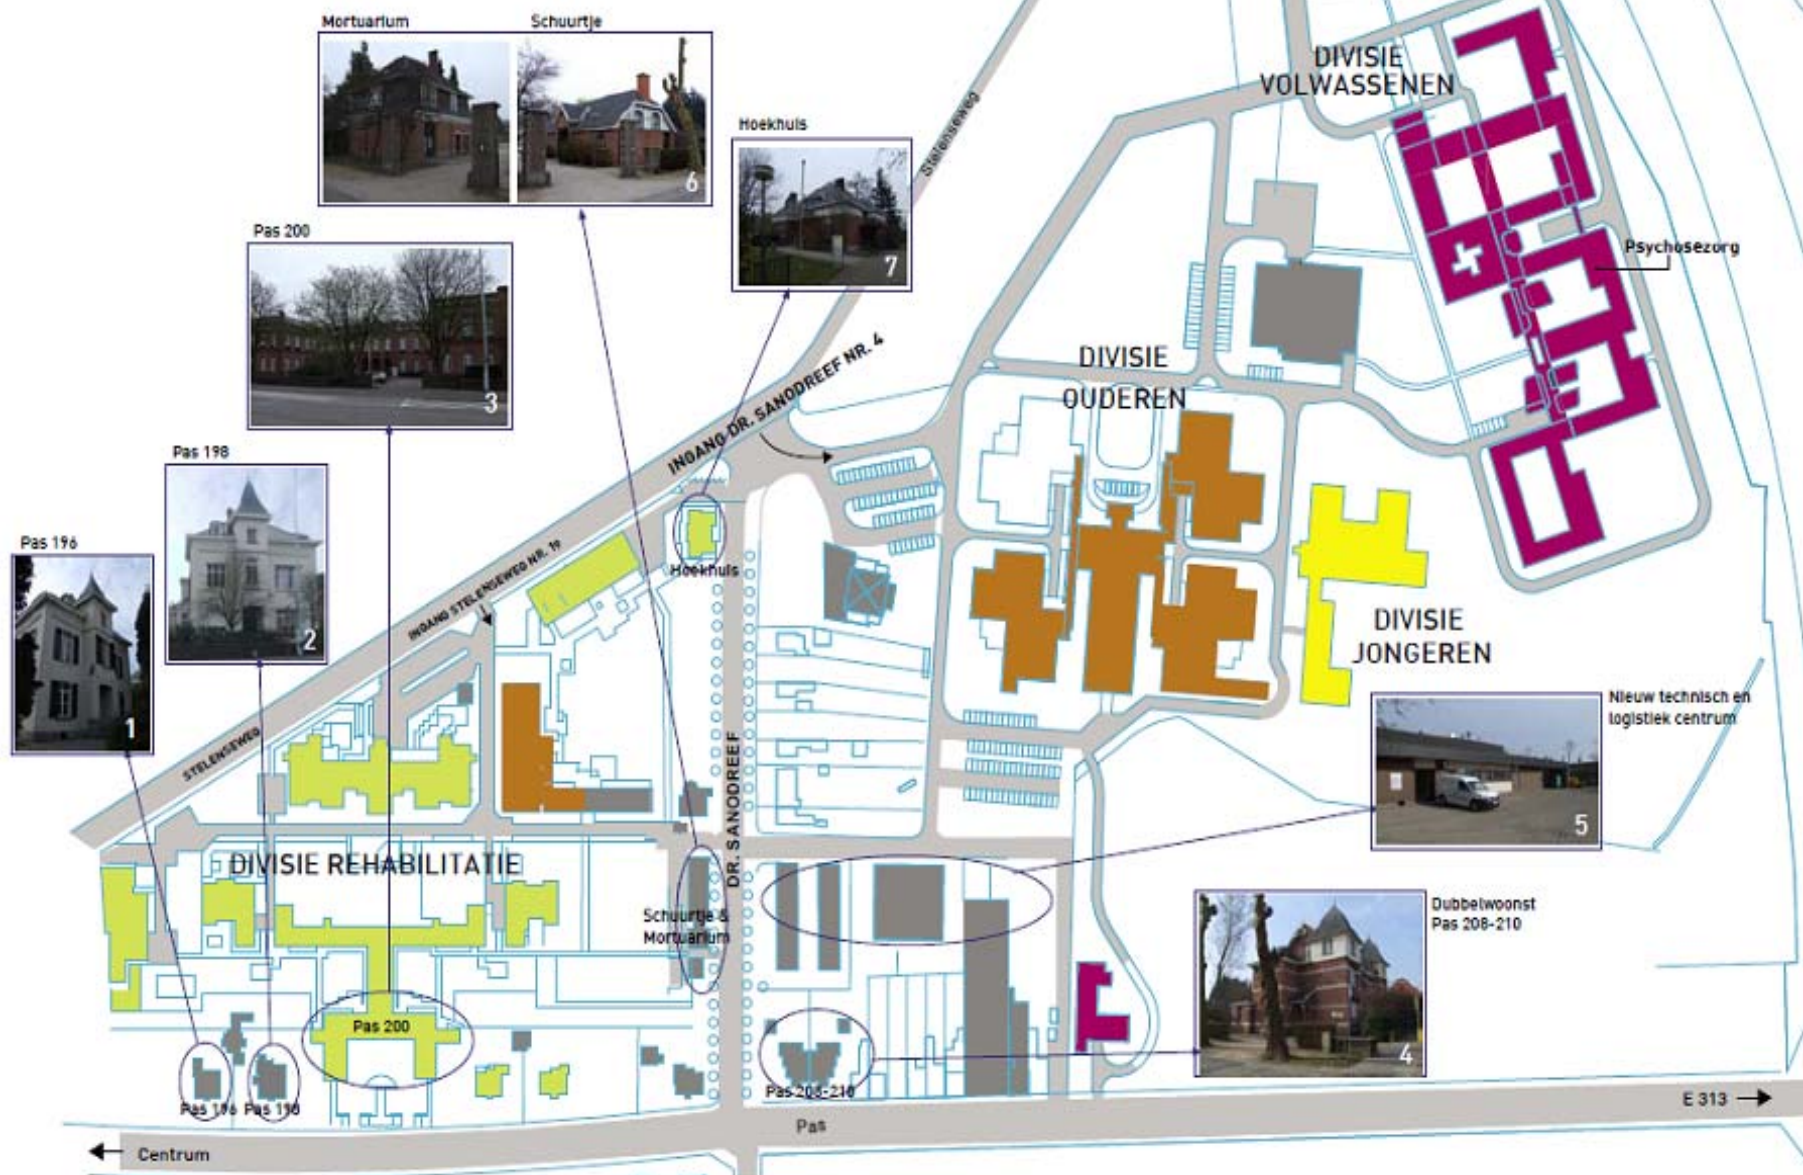 Mortuarium
Schuurtje
6
Hoekhuis
7
Stelenseweg
DIVISIE
VOLWASSENEN
Psychosezorg
Pas 200
3
INGANG DR. SANODREEF NR. 4
DIVISIE
OUDEREN
Pas 198
2
Pas 196
1
INGANG STELENSEWEG NR. 19
Hoekhuis
DIVISIE
JONGEREN
STELENSEWEG
DR. SANODREEF
Nieuw technisch en
logistiek centrum
5
DIVISIE REHABILITATIE
Schuurtje &
Mortuarium
Dubbelwoonst
Pas 208-210
4
Pas 200
Pas 196
Pas 198
Pas 208-210
Pas
E 313
Centrum